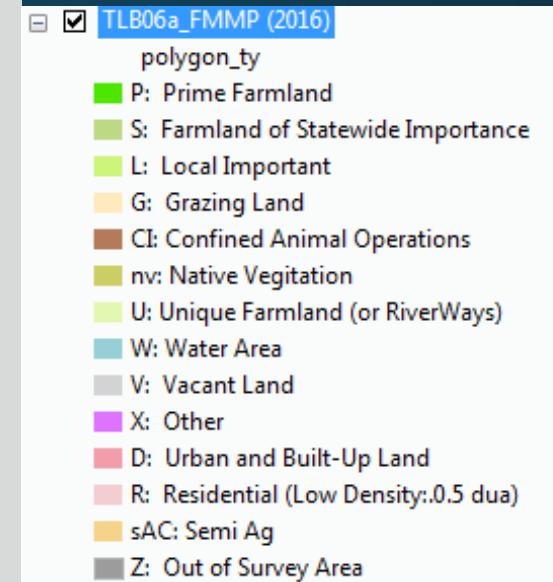 TLB06a_FMMP (2016)
polygon_ty
P: Prime Farmland
S: Farmland of Statewide Importance
L: Local Important
G: Grazing Land
CI: Confined Animal Operations
nv: Native Vegitation
U: Unique Farmland (or RiverWays)
W: Water Area
V: Vacant Land
X: Other
D: Urban and Built-Up Land
R: Residential (Low Density:.0.5 dua)
sAC: Semi Ag
Z: Out of Survey Area